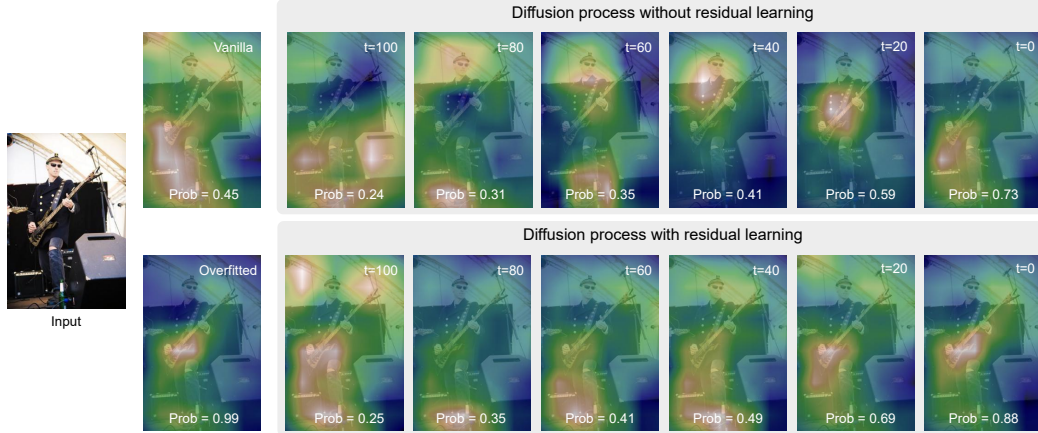 Diffusion process without residual learning
Vanilla
t=100
t=80
t=60
t=40
t=20
t=0
Prob = 0.45
Prob = 0.24
Prob = 0.31
Prob = 0.35
Prob = 0.41
Prob = 0.59
Prob = 0.73
Input
Diffusion process with residual learning
Overfitted
t=100
t=80
t=60
t=40
t=20
t=0
Prob = 0.99
Prob = 0.25
Prob = 0.35
Prob = 0.41
Prob = 0.49
Prob = 0.69
Prob = 0.88